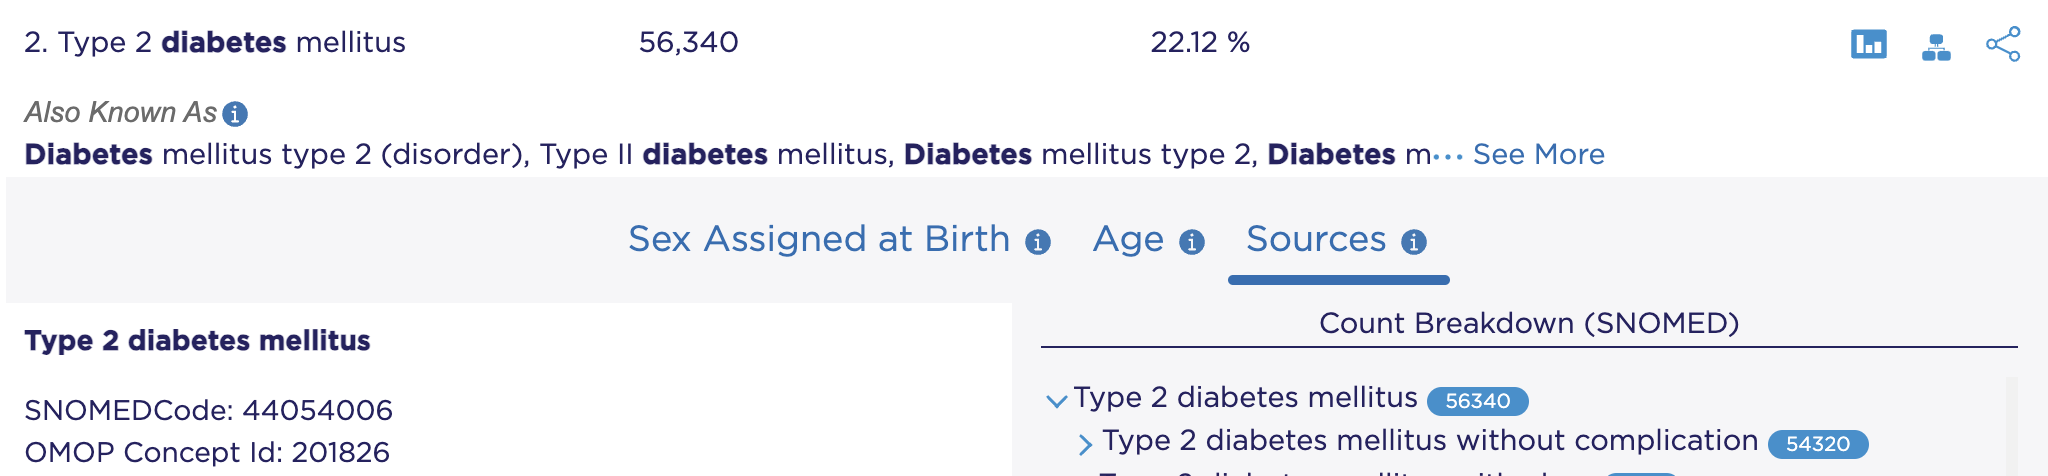 2. Type 2 diabetes mellitus 56,340 22.12 %
Also Known As
Diabetes mellitus type 2 (disorder), Type II diabetes mellitus, Diabetes mellitus type 2, Diabetes m··· See More
Sex Assigned at Birth Age Sources
Type 2 diabetes mellitus
SNOMEDCode: 44054006
OMOP Concept Id: 201826
Count Breakdown (SNOMED)
Type 2 diabetes mellitus 56340
Type 2 diabetes mellitus without complication 54320